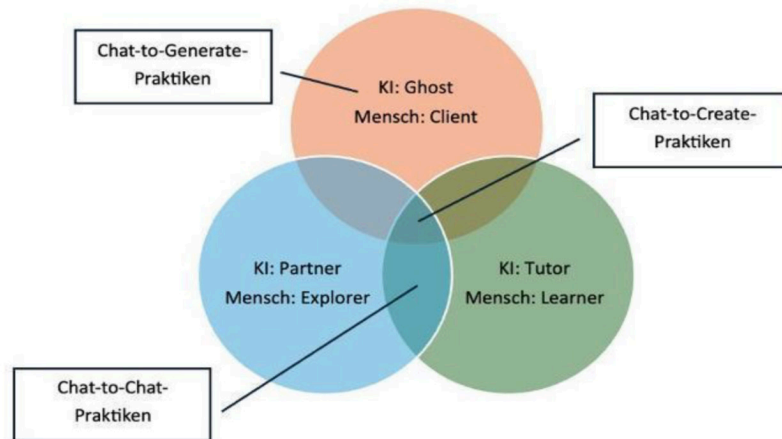 Chat-to-Generate-
Praktiken
KI: Ghost
Mensch: Client
Chat-to-Create-
Praktiken
KI: Partner
Mensch: Explorer
KI: Tutor
Mensch: Learner
Chat-to-Chat-
Praktiken